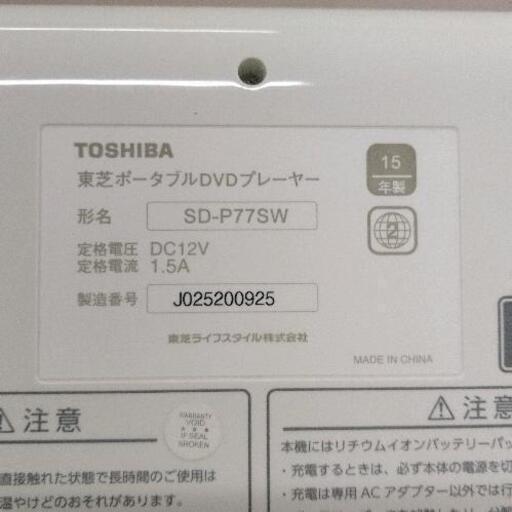 TOSHIBA
東芝ポータブルDVDプレーヤー
15
年製
形名 SD-P77SW
2
定格電圧 DC12V
定格電流 1.5A
製造番号 J025200925
東芝ライフスタイル株式会社
MADE IN CHINA
注意
WARRANTY
VOID
IF SEAL
BROKEN
直接触れた状態で長時間のご使用は
温やけどのおそれがあります。
注意
本機にはリチウムイオンバッテリーパッ
・充電するときは、必ず本体の電源を切
・充電は専用ACアダプター以外では行